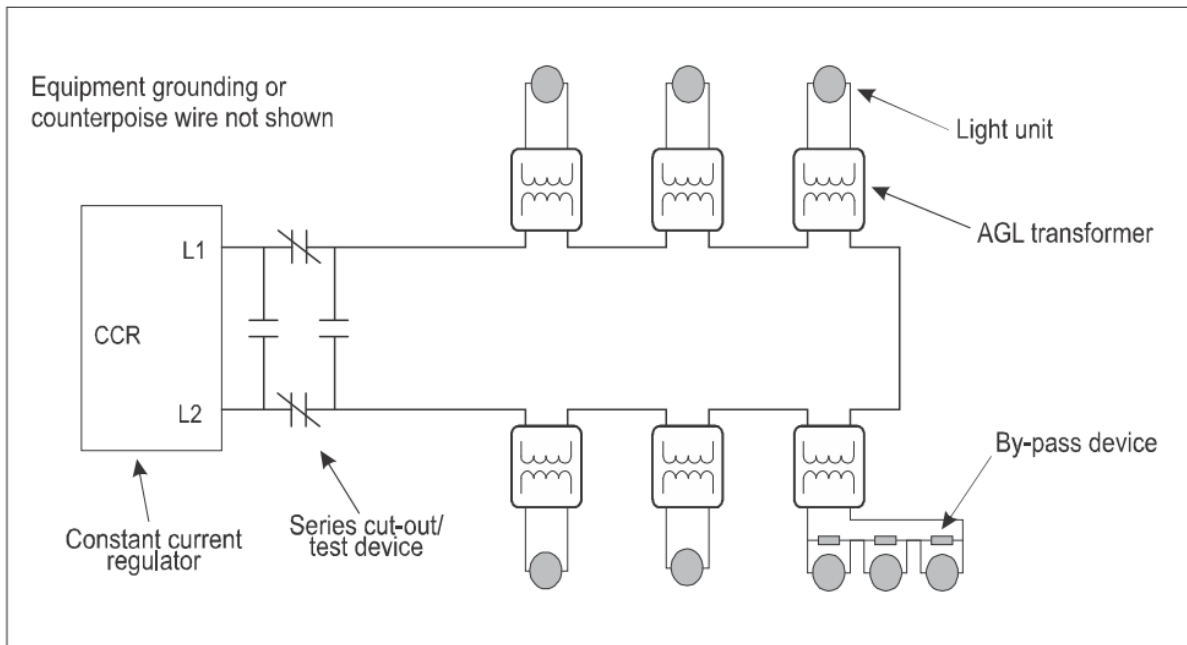 Equipment grounding or
counterpoise wire not shown
Light unit
AGL transformer
L1
CCR
L2
By-pass device
Constant current
regulator
Series cut-out/
test device